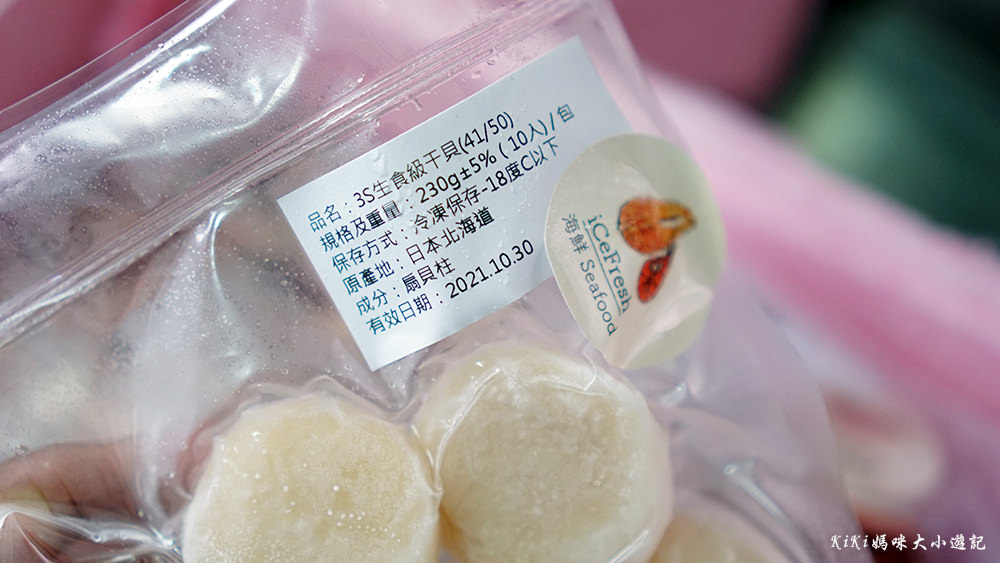 品名：3S生食級干貝(41/50)
規格及重量：230g±5% ( 10入) / 包
保存方式：冷凍保存-18度C以下
原產地：日本北海道
成分：扇貝柱
有效日期：2021.10.30
iCeFresh
海鮮 Seafood
KiKi媽咪大小遊記